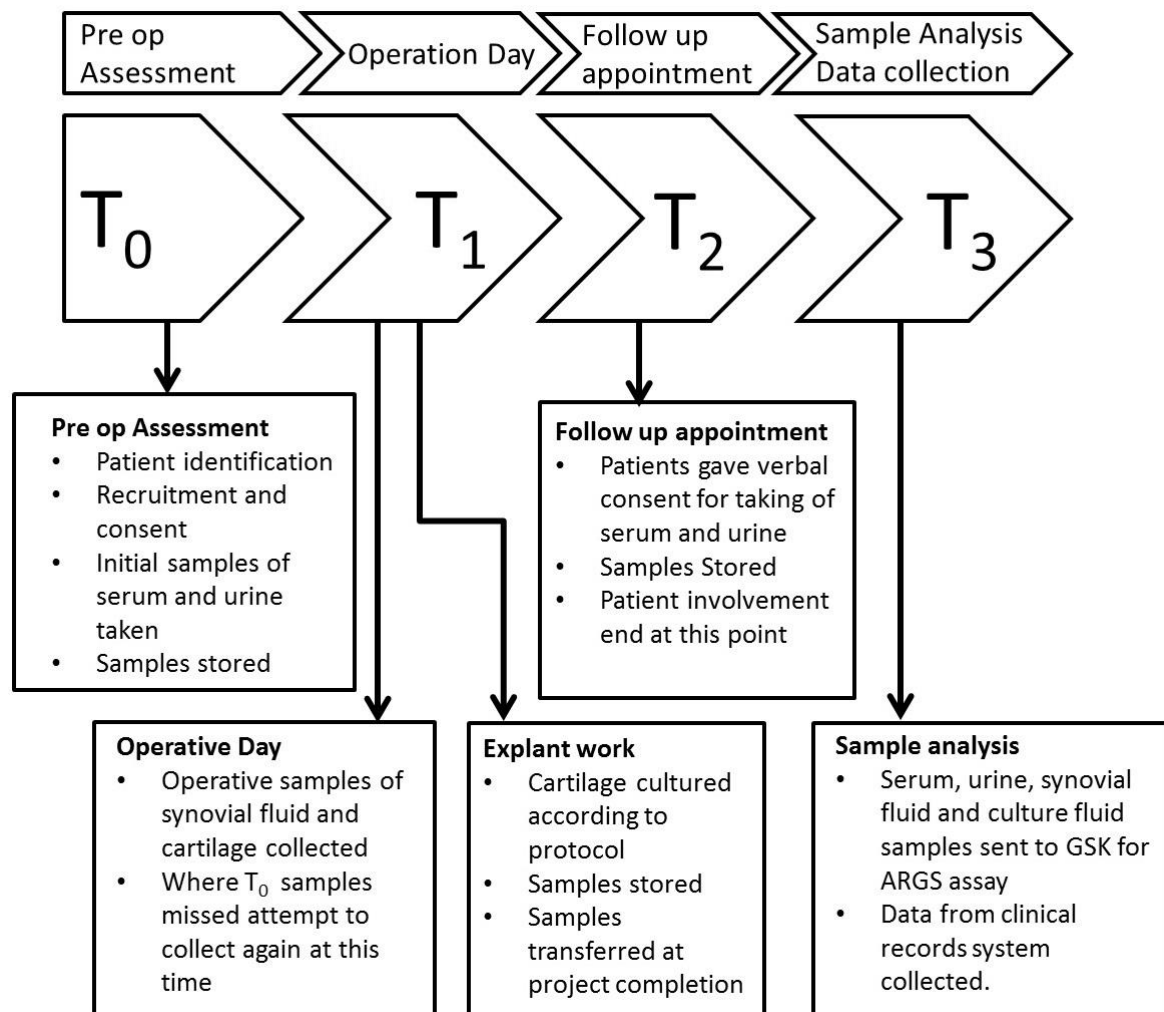 Pre op
Assessment
Operation Day
Follow up
appointment
Sample Analysis
Data collection
T0
T1
T2
T3
Pre op Assessment
• Patient identification
• Recruitment and
consent
• Initial samples of
serum and urine
taken
• Samples stored
Follow up appointment
• Patients gave verbal
consent for taking of
serum and urine
• Samples Stored
• Patient involvement
end at this point
Operative Day
• Operative samples of
synovial fluid and
cartilage collected
• Where T0 samples
missed attempt to
collect again at this
time
Explant work
• Cartilage cultured
according to
protocol
• Samples stored
• Samples
transferred at
project completion
Sample analysis
• Serum, urine, synovial
fluid and culture fluid
samples sent to GSK for
ARGS assay
• Data from clinical
records system
collected.